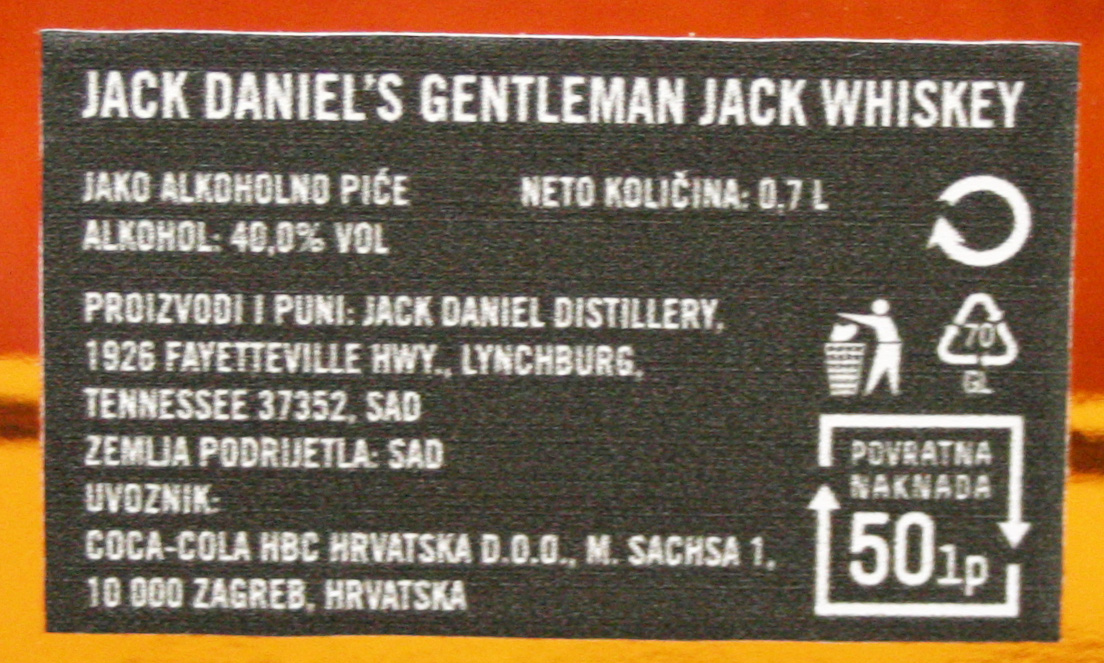 JACK DANIEL'S GENTLEMAN JACK WHISKEY
JAKO ALKOHOLNO PIĆE
NETO KOLIČINA: 0,7 L
ALKOHOL: 40,0% VOL
PROIZVODI I PUNI: JACK DANIEL DISTILLERY,
1926 FAYETTEVILLE HWY., LYNCHBURG,
TENNESSEE 37352, SAD
ZEMLJA PODRIJETLA: SAD
UVOZNIK:
COCA-COLA HBC HRVATSKA D.O.O., M. SACHSA 1,
10 000 ZAGREB, HRVATSKA
70
GL
POVRATNA
NAKNADA
50lp